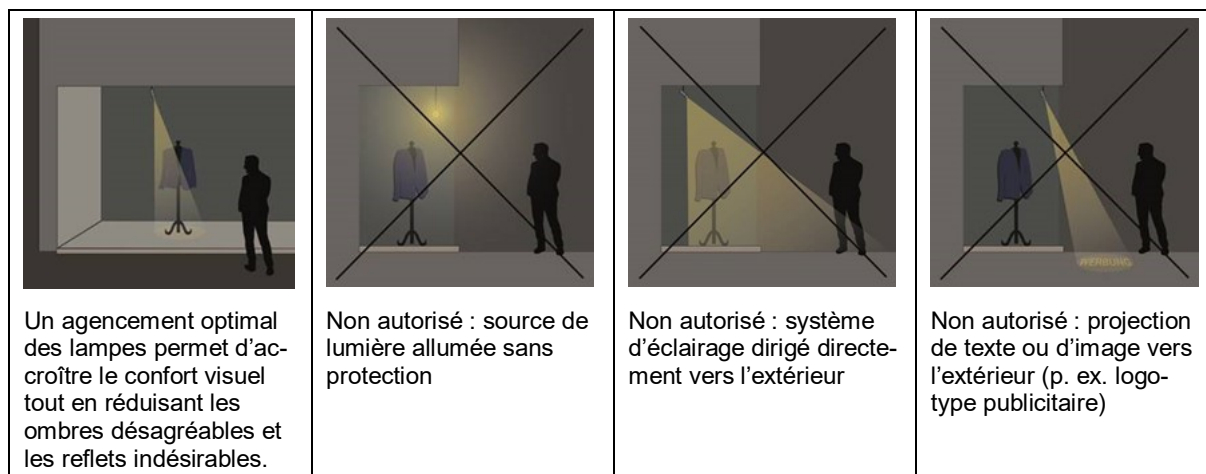 WERBUNG
Un agencement optimal
des lampes permet d’ac-
croître le confort visuel
tout en réduisant les
ombres désagréables et
les reflets indésirables.
Non autorisé : source de
lumière allumée sans
protection
Non autorisé : système
d’éclairage dirigé directe-
ment vers l’extérieur
Non autorisé : projection
de texte ou d’image vers
l’extérieur (p. ex. logo-
type publicitaire)